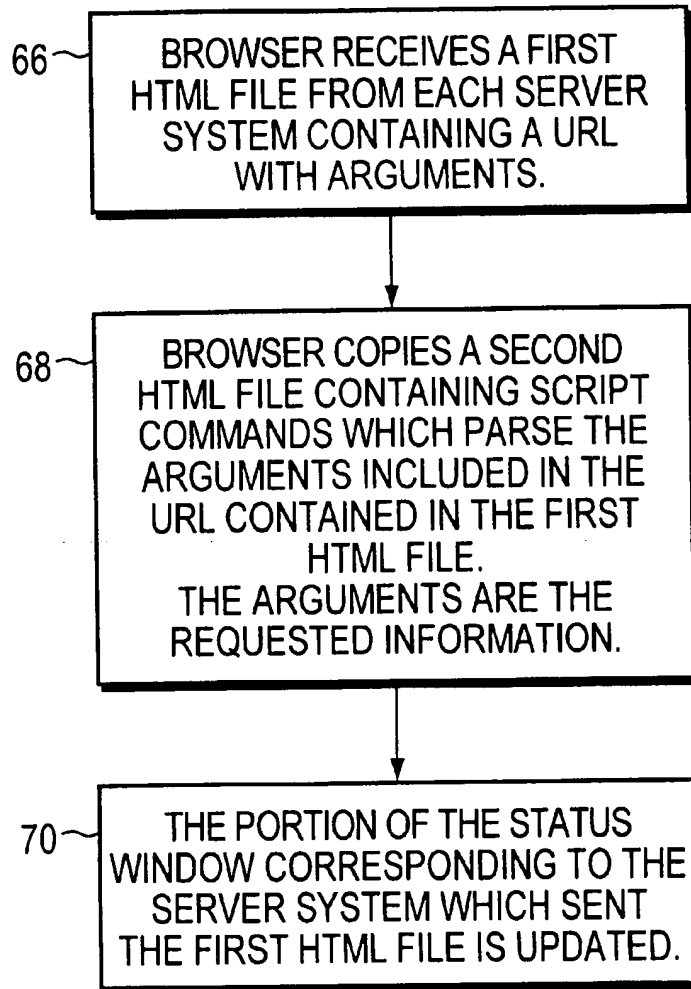 66
BROWSER RECEIVES A FIRST
HTML FILE FROM EACH SERVER
SYSTEM CONTAINING A URL
WITH ARGUMENTS.
68
BROWSER COPIES A SECOND
HTML FILE CONTAINING SCRIPT
COMMANDS WHICH PARSE THE
ARGUMENTS INCLUDED IN THE
URL CONTAINED IN THE FIRST
HTML FILE.
THE ARGUMENTS ARE THE
REQUESTED INFORMATION.
70
THE PORTION OF THE STATUS
WINDOW CORRESPONDING TO THE
SERVER SYSTEM WHICH SENT
THE FIRST HTML FILE IS UPDATED.